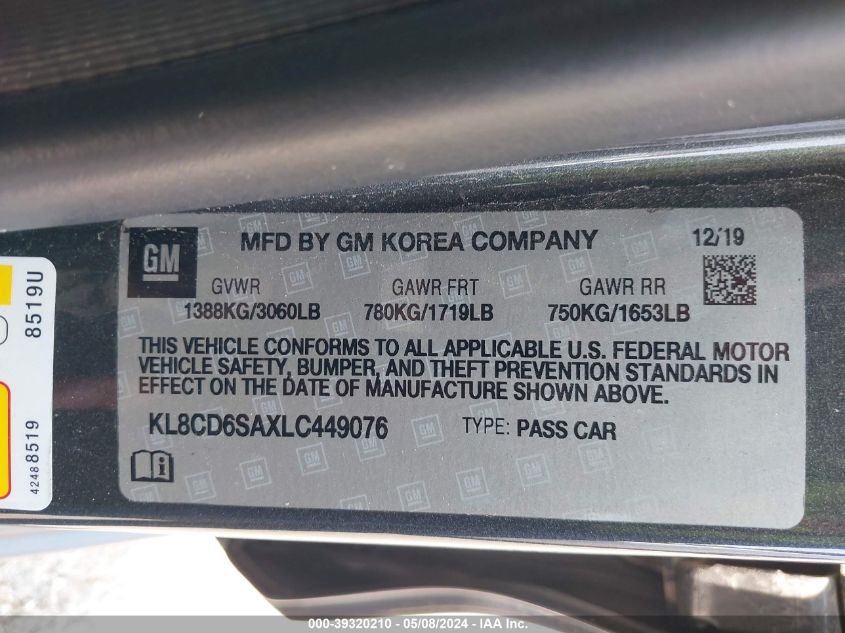 GM
MFD BY GM KOREA COMPANY
12/19
GVWR
GAWR FRT
GAWR RR
1388KG/3060LB
780KG/1719LB
750KG/1653LB
THIS VEHICLE CONFORMS TO ALL APPLICABLE U.S. FEDERAL MOTOR
VEHICLE SAFETY, BUMPER, AND THEFT PREVENTION STANDARDS IN
EFFECT ON THE DATE OF MANUFACTURE SHOWN ABOVE.
KL8CD6SAXLC449076
TYPE: PASS CAR
8519U
42488519
000-39320210 - 05/08/2024 - IAA Inc.